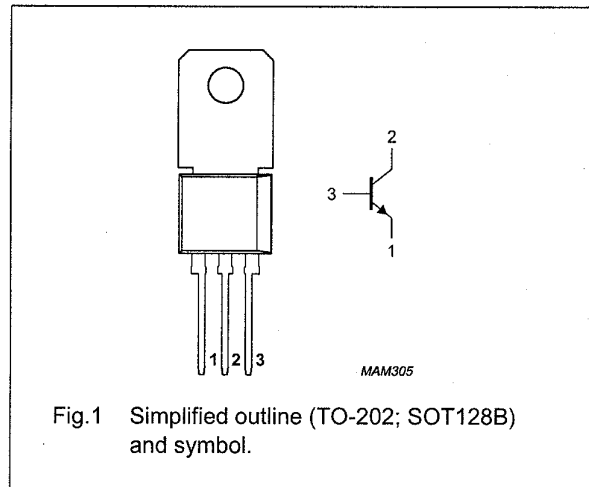 2
3
1
1 2 3
MAM305
Fig.1 Simplified outline (TO-202; SOT128B)
and symbol.